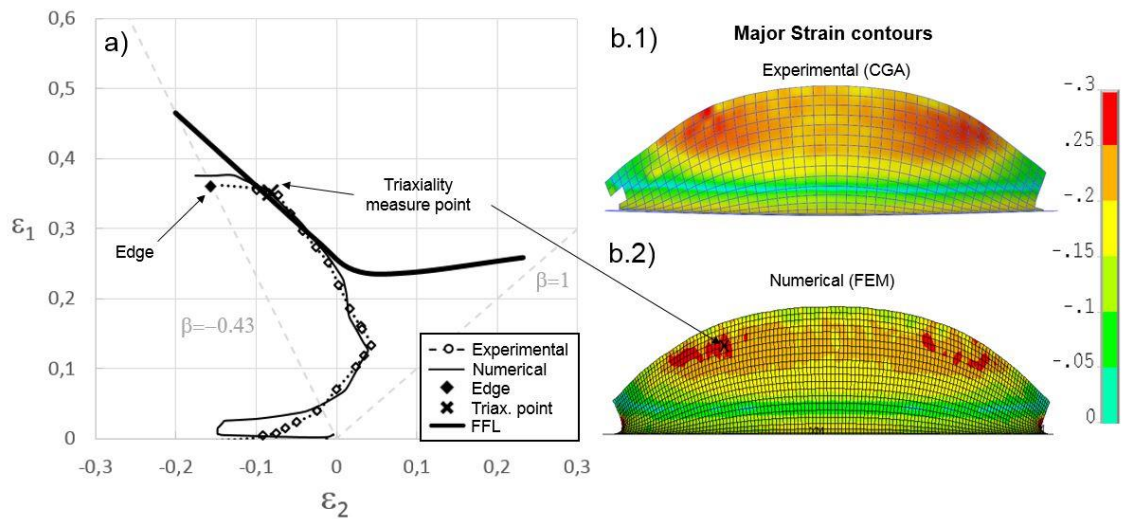 a)
0,6
0,5
0,4
0,3
0,2
0,1
0
ε1
-0,3
-0,2
-0,1
0
0,1
0,2
0,3
ε2
Triaxiality
measure point
Edge
β=−0.43
β=1
Experimental
Numerical
Edge
Triax. point
FFL
b.1)
Major Strain contours
Experimental (CGA)
b.2)
Numerical (FEM)
-.3
.25
-.2
-.15
-.1
-.05
0